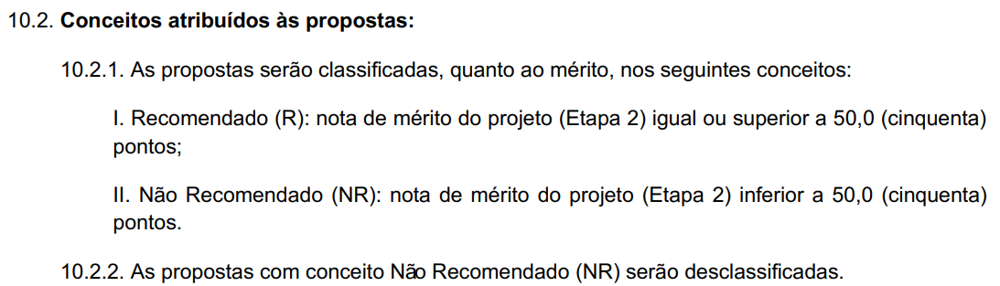 10.2. Conceitos atribuídos às propostas:
10.2.1. As propostas serão classificadas, quanto ao mérito, nos seguintes conceitos:
I. Recomendado (R): nota de mérito do projeto (Etapa 2) igual ou superior a 50,0 (cinquenta)
pontos;
II. Não Recomendado (NR): nota de mérito do projeto (Etapa 2) inferior a 50,0 (cinquenta)
pontos.
10.2.2. As propostas com conceito Não Recomendado (NR) serão desclassificadas.